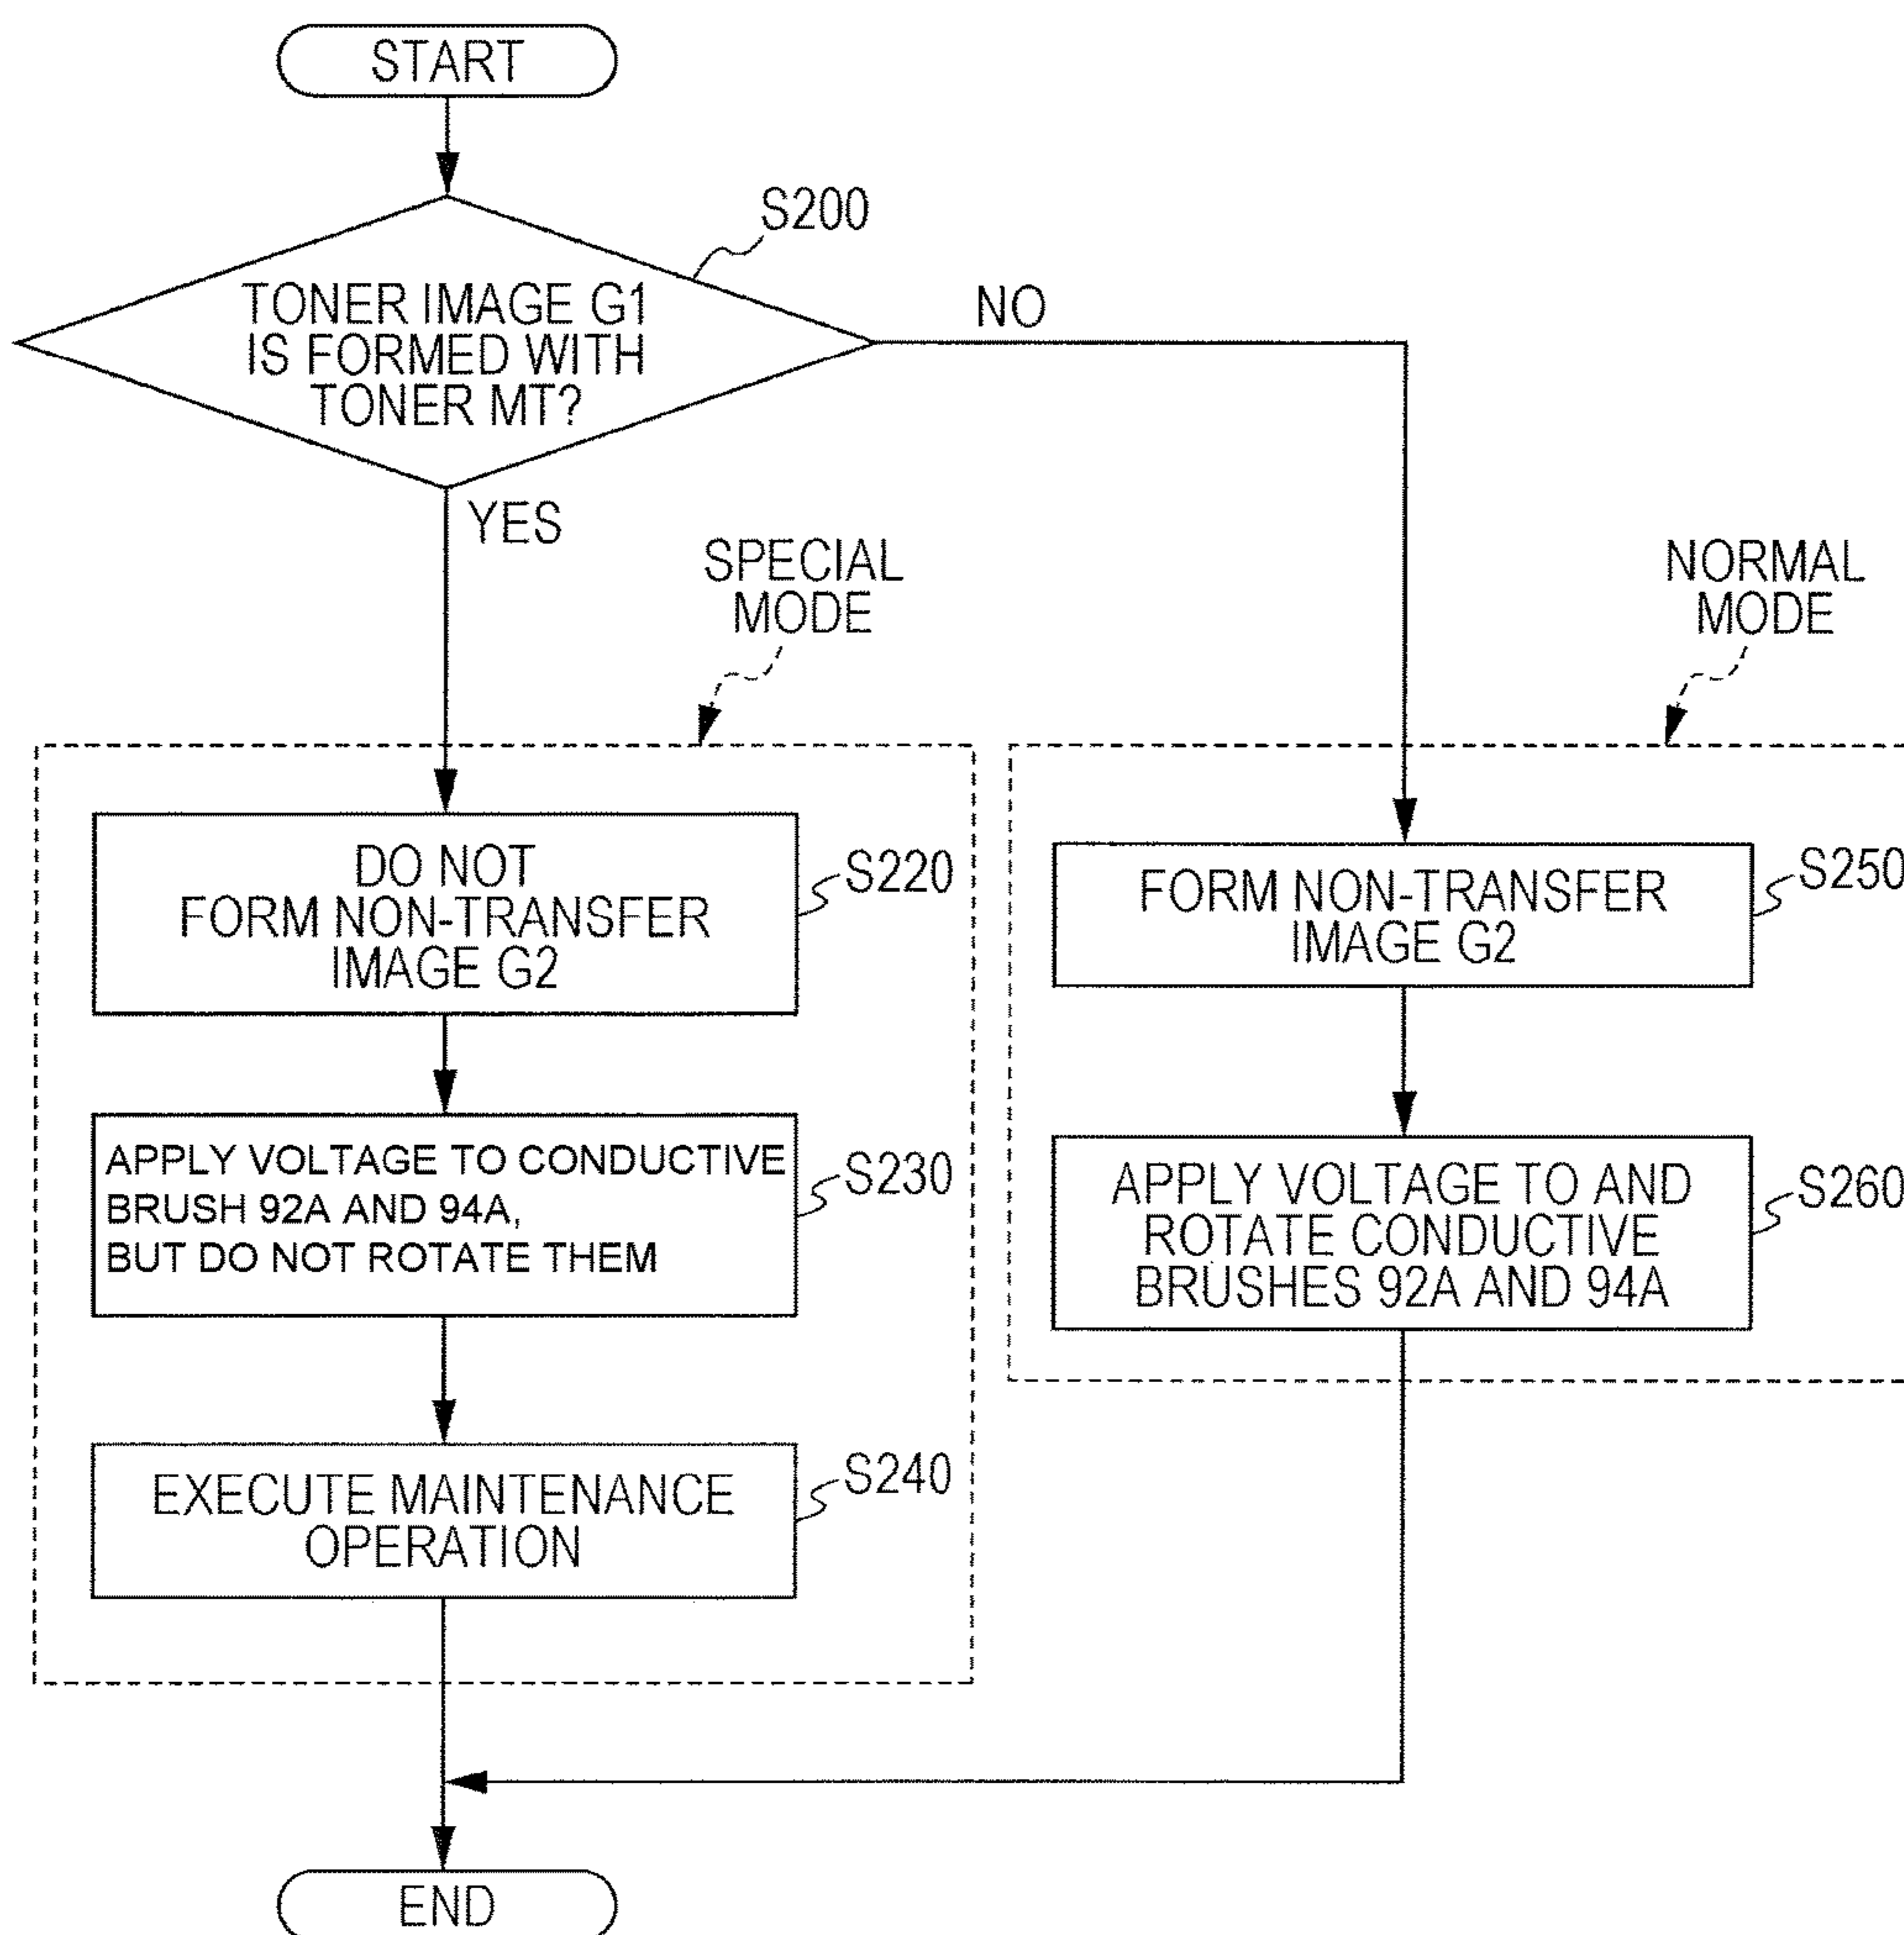 START
S200
TONER IMAGE G1
IS FORMED WITH
TONER MT?
NO
YES
SPECIAL
MODE
NORMAL
MODE
DO NOT
FORM NON-TRANSFER
IMAGE G2
S220
FORM NON-TRANSFER
IMAGE G2
S250
APPLY VOLTAGE TO CONDUCTIVE
BRUSH 92A AND 94A,
BUT DO NOT ROTATE THEM
S230
APPLY VOLTAGE TO AND
ROTATE CONDUCTIVE
BRUSHES 92A AND 94A
S260
EXECUTE MAINTENANCE
OPERATION
S240
END